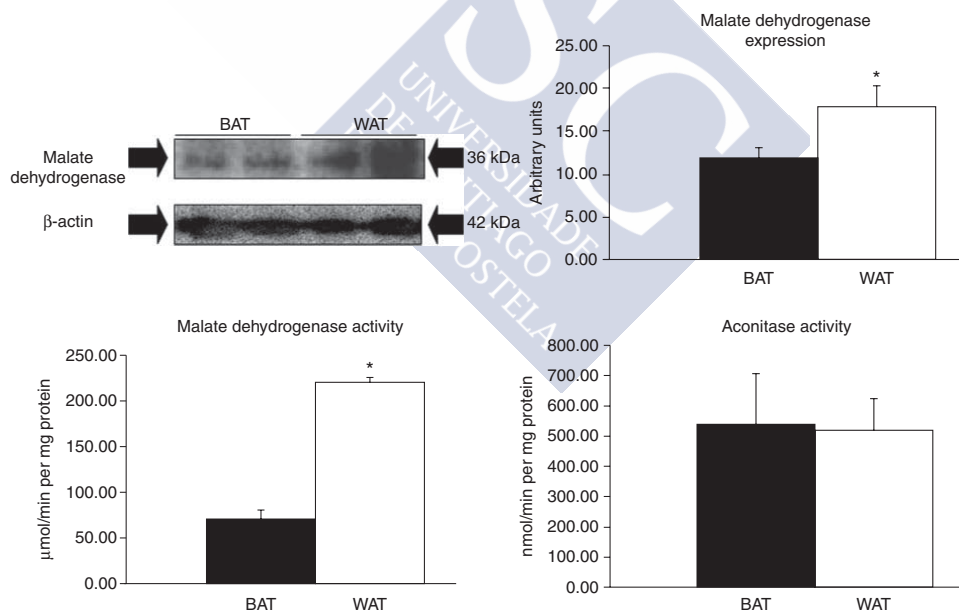 SC
UNIVERSIDADE
DE
OSTELA
BAT WAT
Malate
dehydrogenase
36 kDa
β-actin
42 kDa
Malate dehydrogenase
expression
25.00
20.00
15.00
10.00
5.00
0.00
Arbitrary units
*
BAT WAT
Malate dehydrogenase activity
250.00
200.00
150.00
100.00
50.00
0.00
μmol/min per mg protein
*
BAT WAT
Aconitase activity
800.00
700.00
600.00
500.00
400.00
300.00
200.00
100.00
0.00
nmol/min per mg protein
BAT WAT